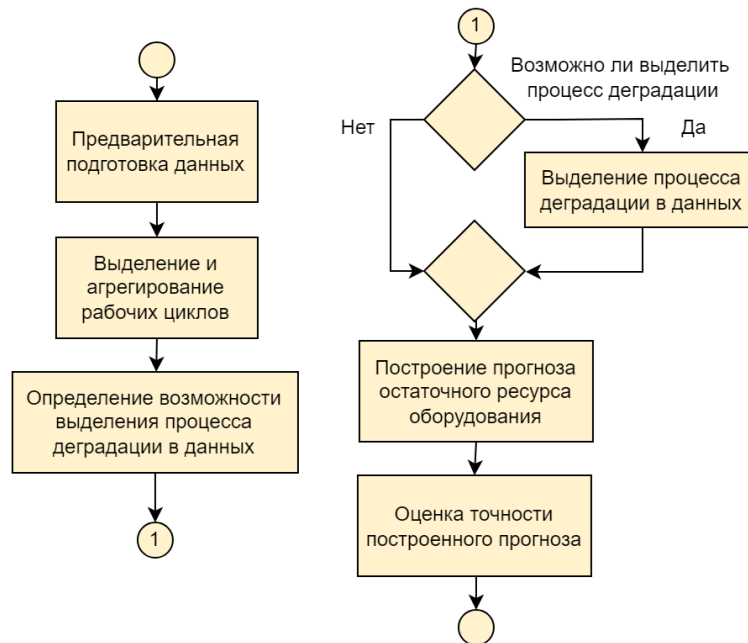 Предварительная
подготовка данных
Выделение и
агрегирование
рабочих циклов
Определение возможности
выделения процесса
деградации в данных
1
1
Возможно ли выделить
процесс деградации
Нет
Да
Выделение процесса
деградации в данных
Построение прогноза
остаточного ресурса
оборудования
Оценка точности
построенного прогноза